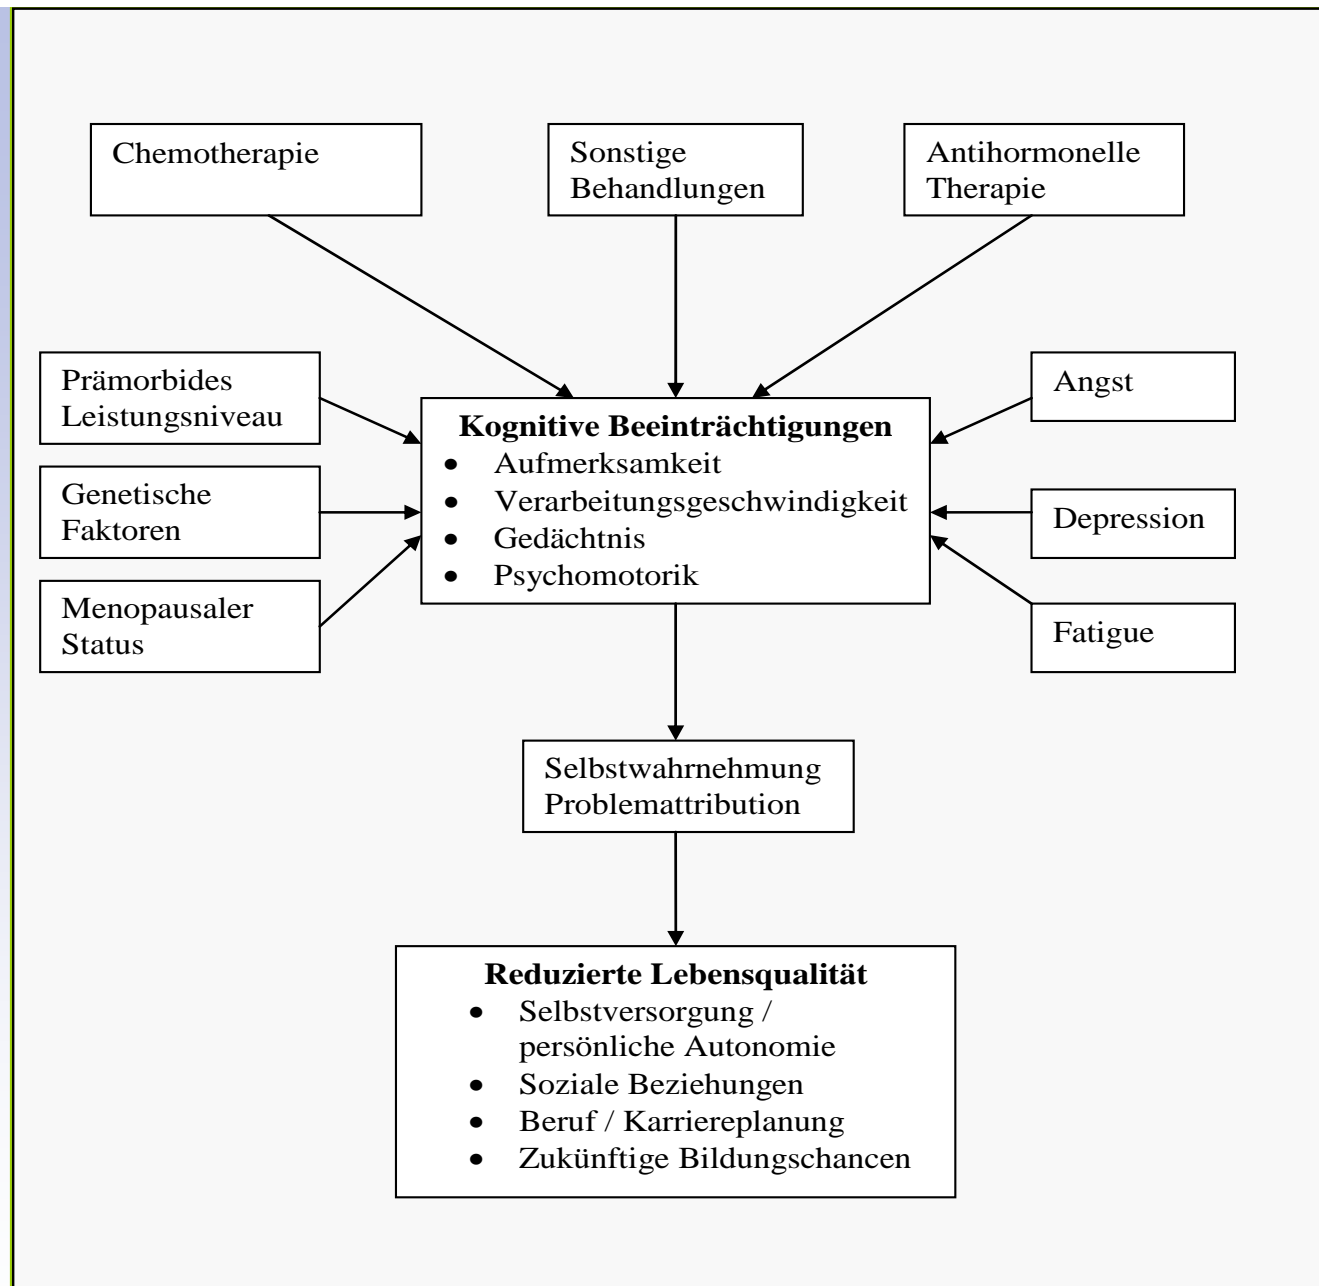 Chemotherapie
Sonstige
Behandlungen
Antihormonelle
Therapie
Prämorbides
Leistungsniveau
Genetische
Faktoren
Menopausaler
Status
Kognitive Beeinträchtigungen
• Aufmerksamkeit
• Verarbeitungsgeschwindigkeit
• Gedächtnis
• Psychomotorik
Angst
Depression
Fatigue
Selbstwahrnehmung
Problemattribution
Reduzierte Lebensqualität
• Selbstversorgung /
persönliche Autonomie
• Soziale Beziehungen
• Beruf / Karriereplanung
• Zukünftige Bildungschancen